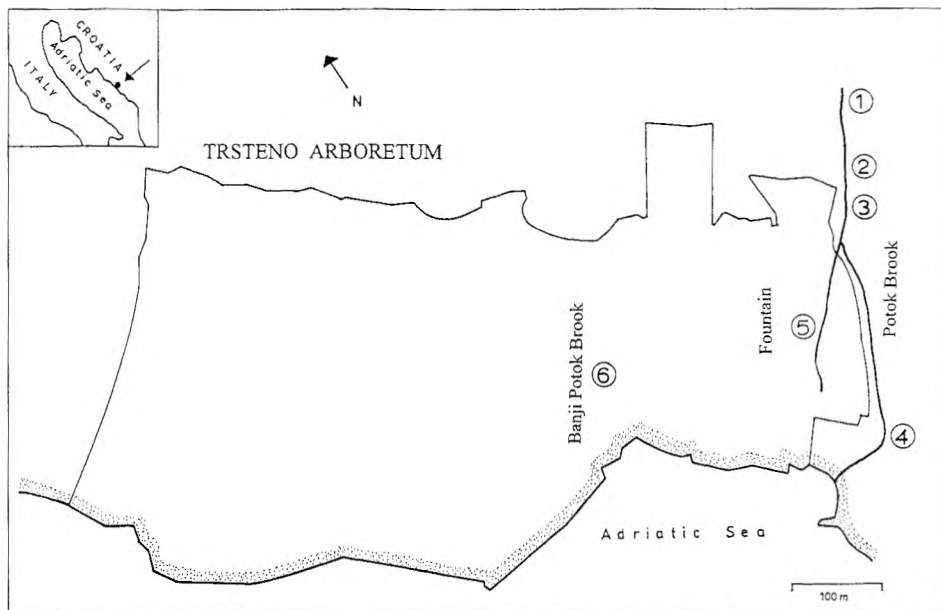 CROATIA
Adriatic Sea
ITALY
N
TRSTENO ARBORETUM
1
2
3
Potok Brook
Fountain
5
Banji Potok Brook
6
4
Adriatic Sea
100 m